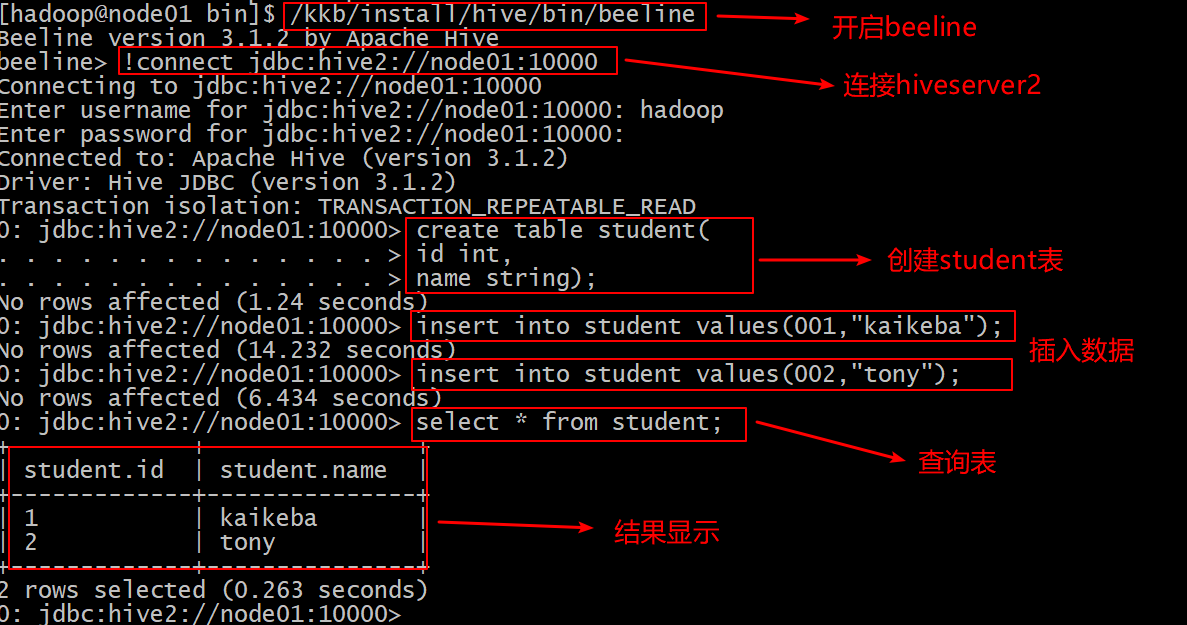 [hadoop@node01 bin]$ /kkb/install/hive/bin/beeline
开启beeline
Beeline version 3.1.2 by Apache Hive
beeline> !connect jdbc:hive2://node01:10000
连接hiveserver2
Connecting to jdbc:hive2://node01:10000
Enter username for jdbc:hive2://node01:10000: hadoop
Enter password for jdbc:hive2://node01:10000:
Connected to: Apache Hive (version 3.1.2)
Driver: Hive JDBC (version 3.1.2)
Transaction isolation: TRANSACTION_REPEATABLE_READ
0: jdbc:hive2://node01:10000> create table student(
. . . . . . . . . . . . . . > id int,
创建student表
. . . . . . . . . . . . . . > name string);
No rows affected (1.24 seconds)
0: jdbc:hive2://node01:10000> insert into student values(001,"kaikeba");
No rows affected (14.232 seconds)
插入数据
0: jdbc:hive2://node01:10000> insert into student values(002,"tony");
No rows affected (6.434 seconds)
0: jdbc:hive2://node01:10000> select * from student;
查询表
+-------------+---------------+
| student.id | student.name |
+-------------+---------------+
| 1 | kaikeba |
| 2 | tony |
结果显示
+-------------+---------------+
2 rows selected (0.263 seconds)
0: jdbc:hive2://node01:10000>